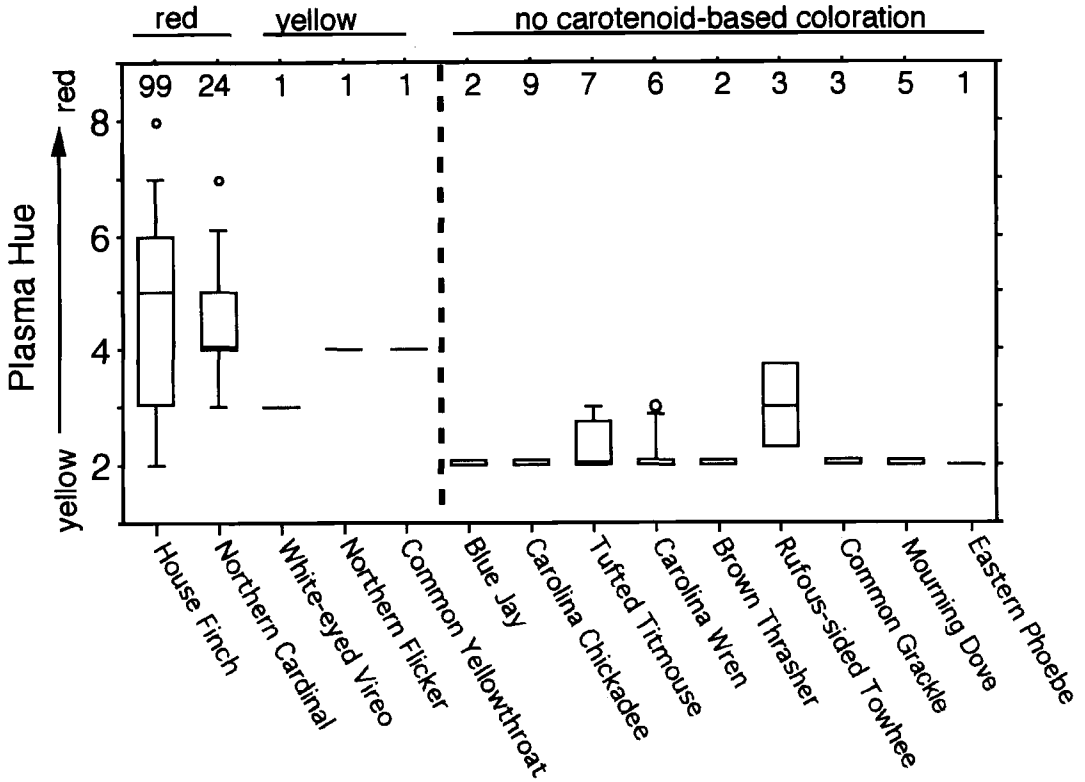 red yellow no carotenoid-based coloration
99 24 1 1 1 2 9 7 6 2 3 3 5 1
red
8
6
4
2
yellow
Plasma Hue
House Finch
Northern Cardinal
White-eyed Vireo
Northern Flicker
Common Yellowthroat
Blue Jay
Carolina Chickadee
Tufted Titmouse
Carolina Wren
Brown Thrasher
Rufous-sided Towhee
Common Grackle
Mourning Dove
Eastern Phoebe